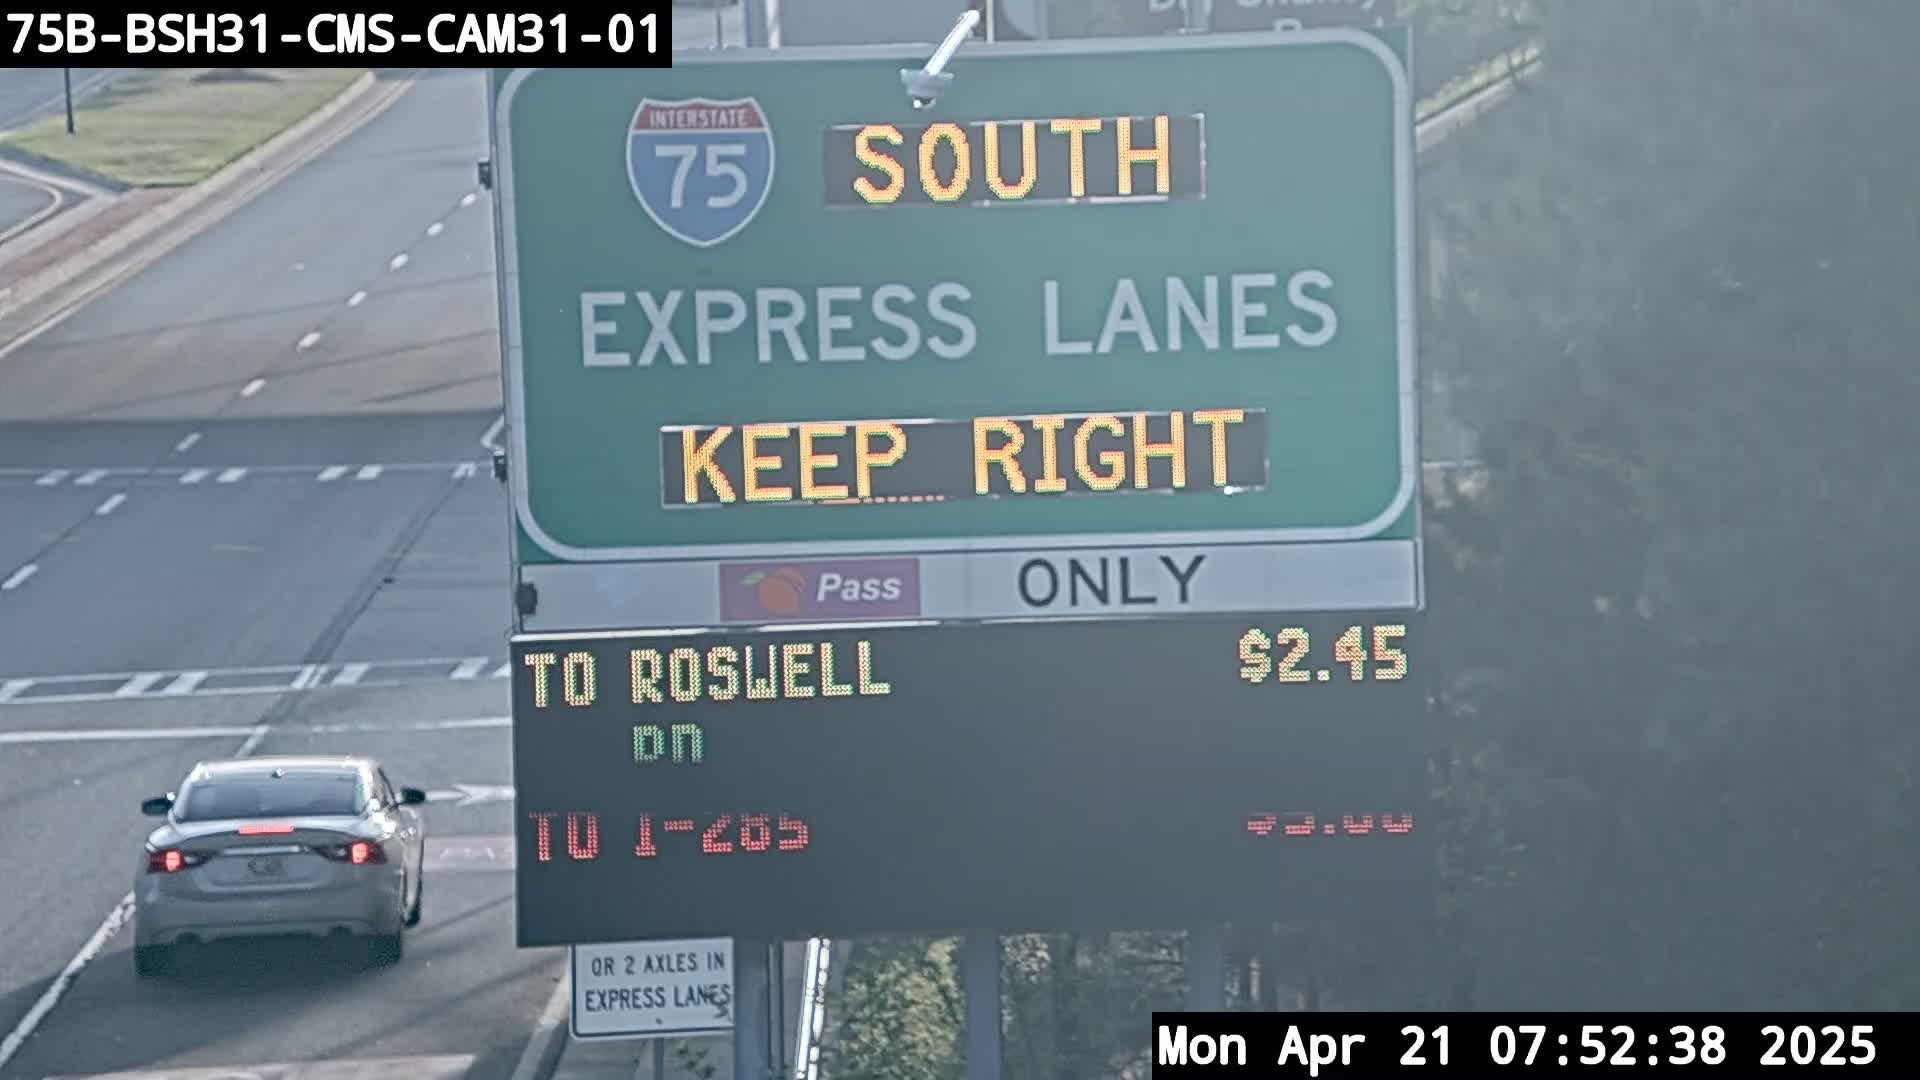 75B-BSH31-CMS-CAM31-01
INTERSTATE
75
SOUTH
EXPRESS LANES
KEEP RIGHT
Pass ONLY
TO ROSWELL $2.45
TO I-285
OR 2 AXLES IN
EXPRESS LANES
Mon Apr 21 07:52:38 2025